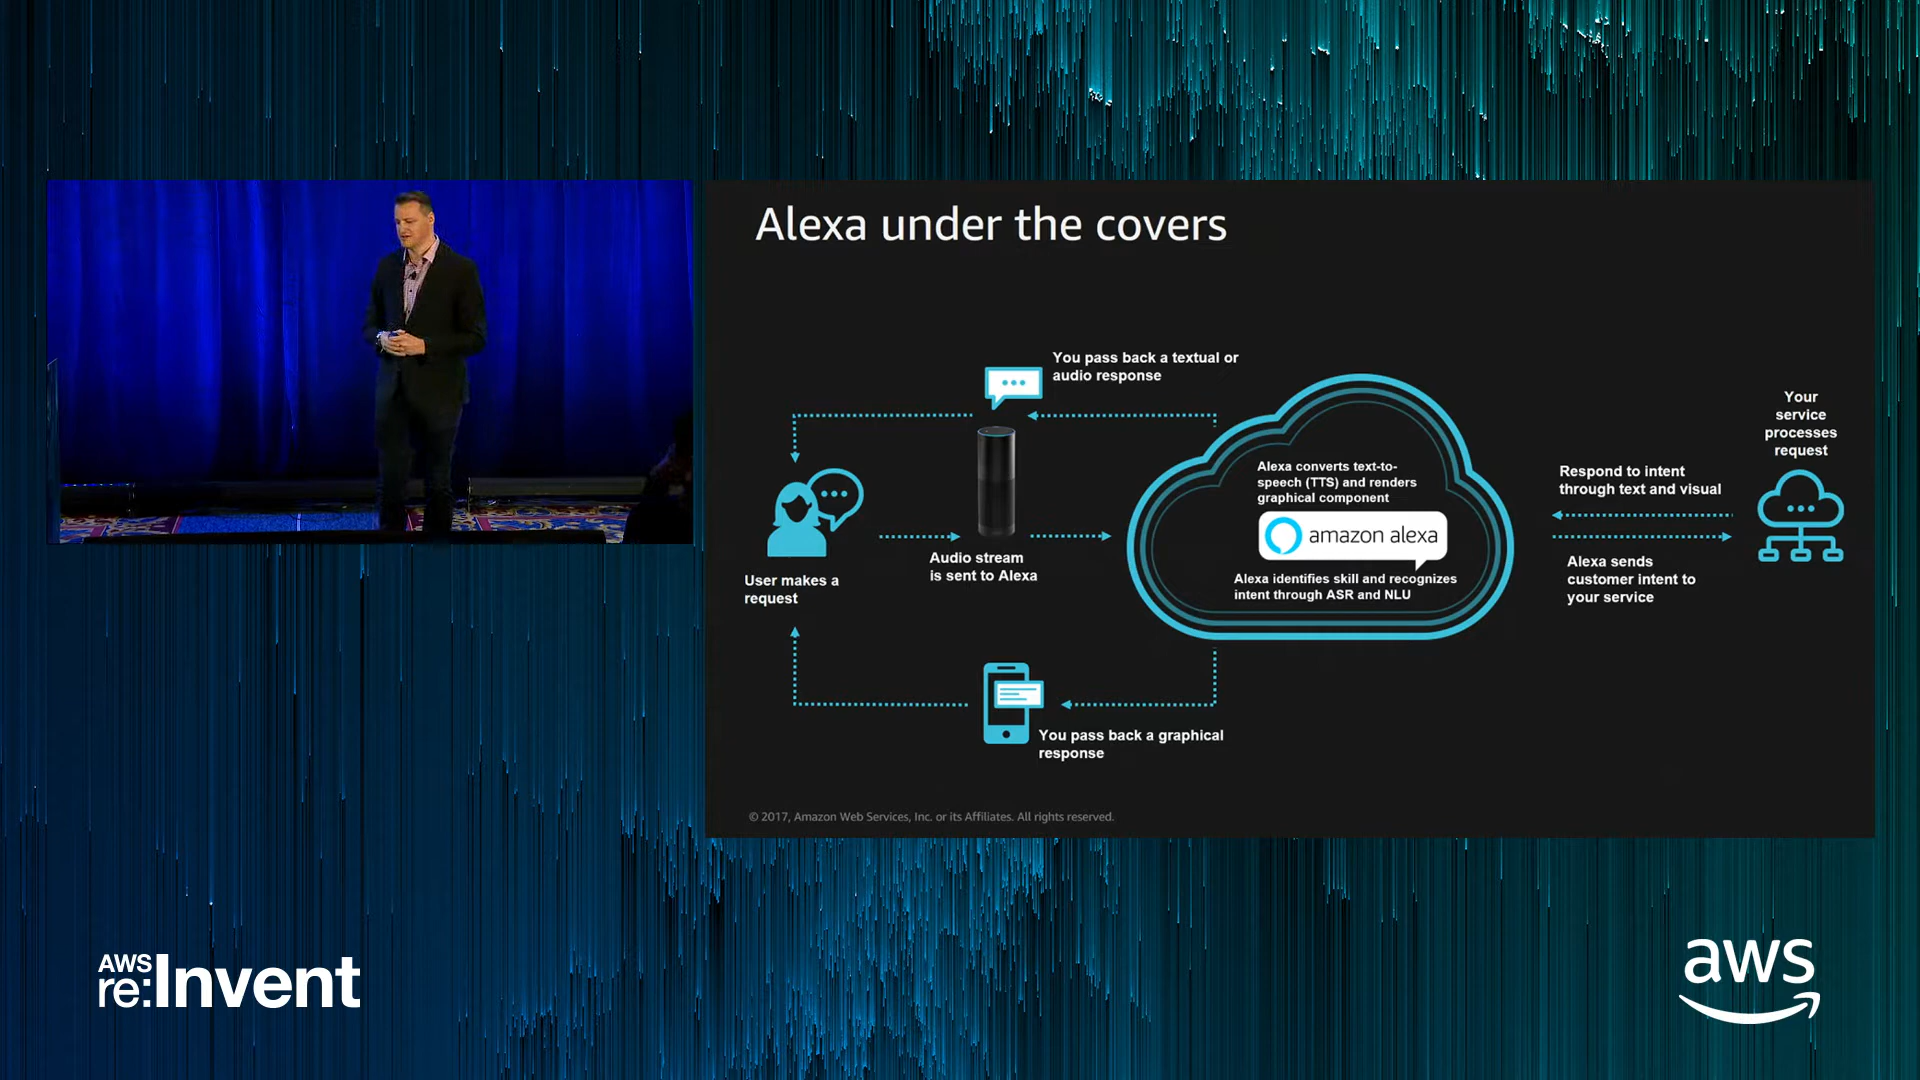 Alexa under the covers
You pass back a textual or
audio response
Your
service
processes
request
Alexa converts text-to-
speech (TTS) and renders
graphical component
Respond to intent
through text and visual
amazon alexa
Audio stream
is sent to Alexa
Alexa sends
customer intent to
your service
User makes a
request
Alexa identifies skill and recognizes
intent through ASR and NLU
You pass back a graphical
response
© 2017, Amazon Web Services, Inc. or its Affiliates. All rights reserved.
AWS
re:Invent
aws